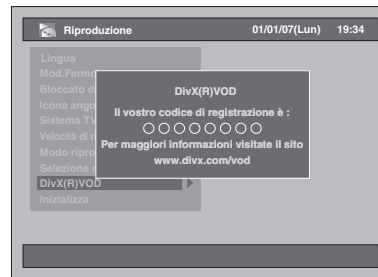 Riproduzione 01/01/07(Lun) 19:34
Lingua
Mod.Fermo
Bloccato d
Icona ango
Sistema TV
Velocità di r
Modo ripro
Selezione
DivX(R)VOD
Inizializza
DivX(R)VOD
Il vostro codice di registrazione è :
Per maggiori informazioni visitate il sito
www.divx.com/vod